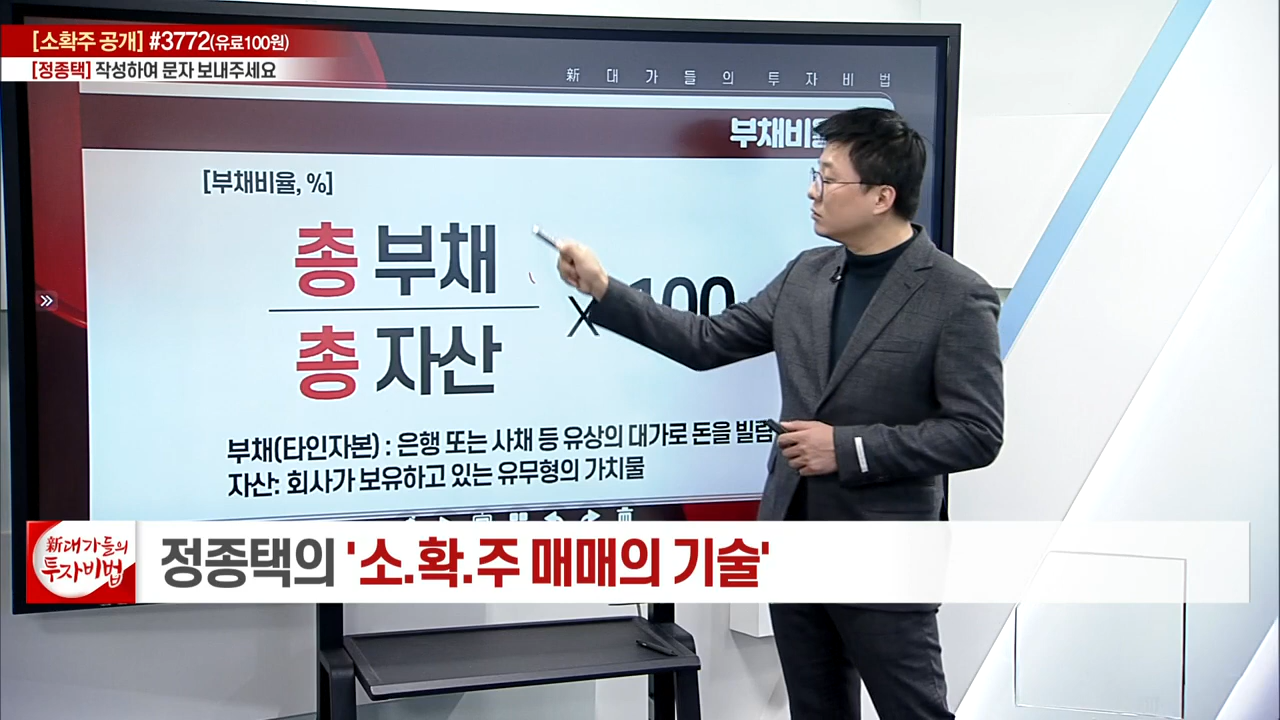 [소확주 공개] #3772(유료100원)
[정종택] 작성하여 문자 보내주세요
新 대 가 들 의 투 자 비 법
부채비율
[부채비율, %]
총 부채
총 자산
X 100
부채(타인자본) : 은행 또는 사채 등 유상의 대가로 돈을 빌림
자산: 회사가 보유하고 있는 유무형의 가치물
新대가들의
투자비법
정종택의 '소.확.주 매매의 기술'